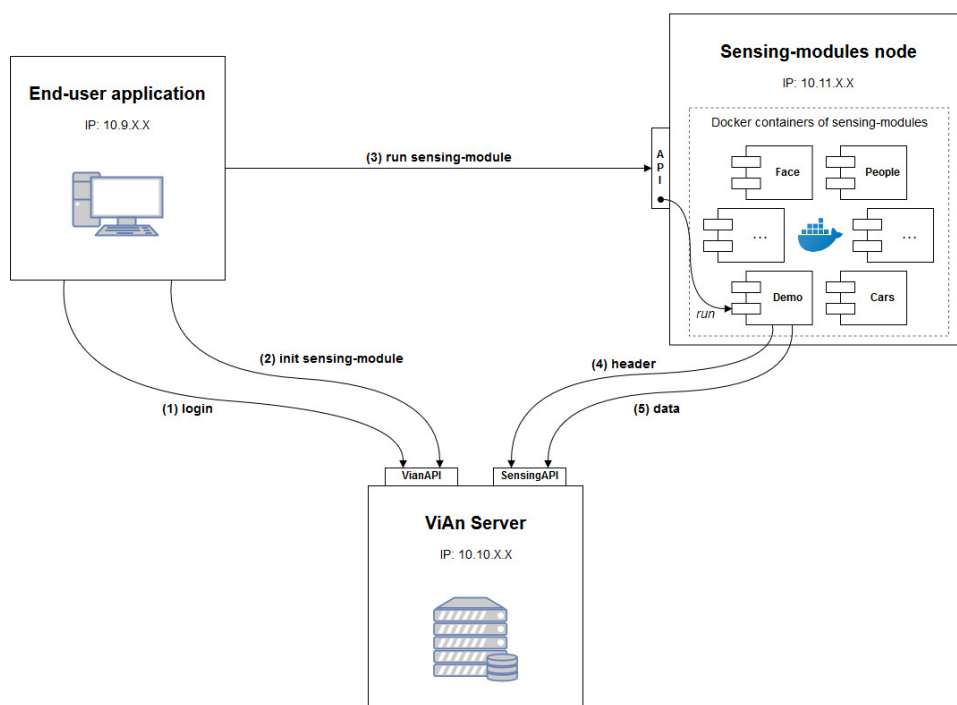 Sensing-modules node
IP: 10.11.X.X
End-user application
IP: 10.9.X.X
Docker containers of sensing-modules
(3) run sensing-module
API
Face
People
...
...
Demo
Cars
run
(2) init sensing-module
(4) header
(1) login
(5) data
VianAPI
SensingAPI
ViAn Server
IP: 10.10.X.X